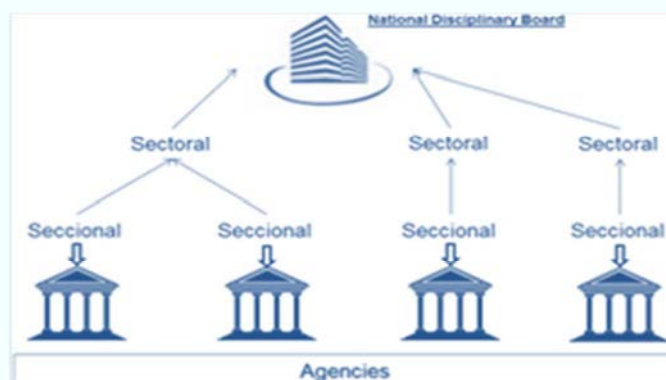 National Disciplinary Board
Sectoral Sectoral Sectoral
Seccional Seccional Seccional Seccional
Agencies